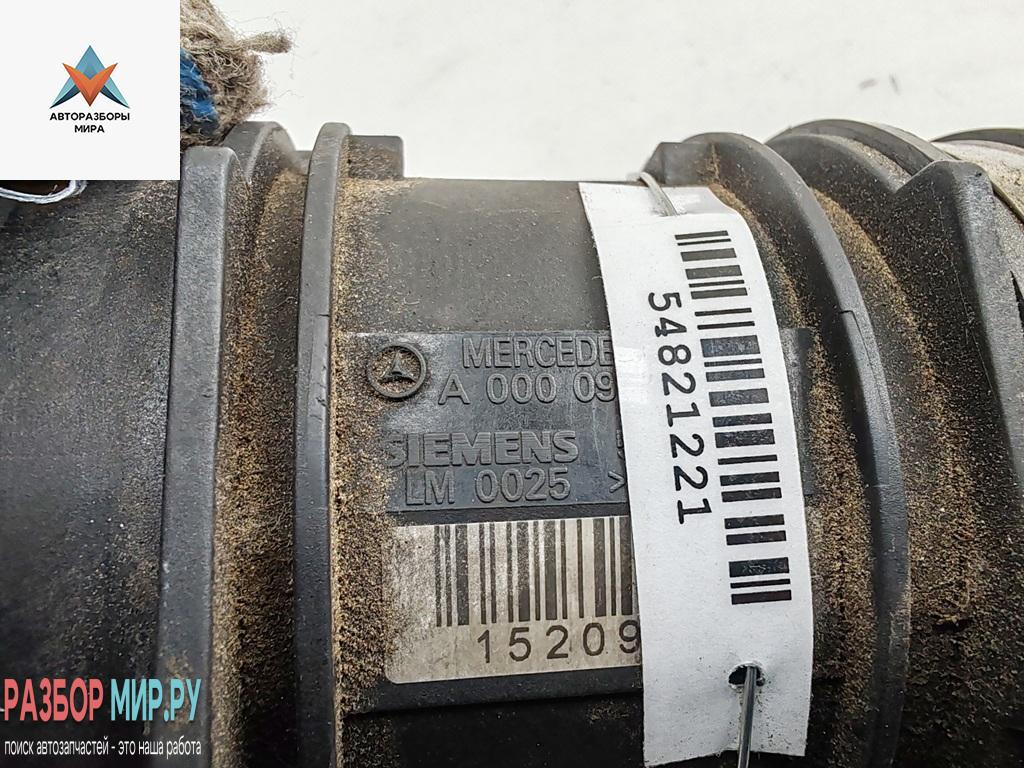 АВТОРАЗБОРЫ
МИРА
MERCEDE
A 000 09
SIEMENS
LM 0025 >
15209
54821221
РАЗБОР МИР.РУ
поиск автозапчастей - это наша работа